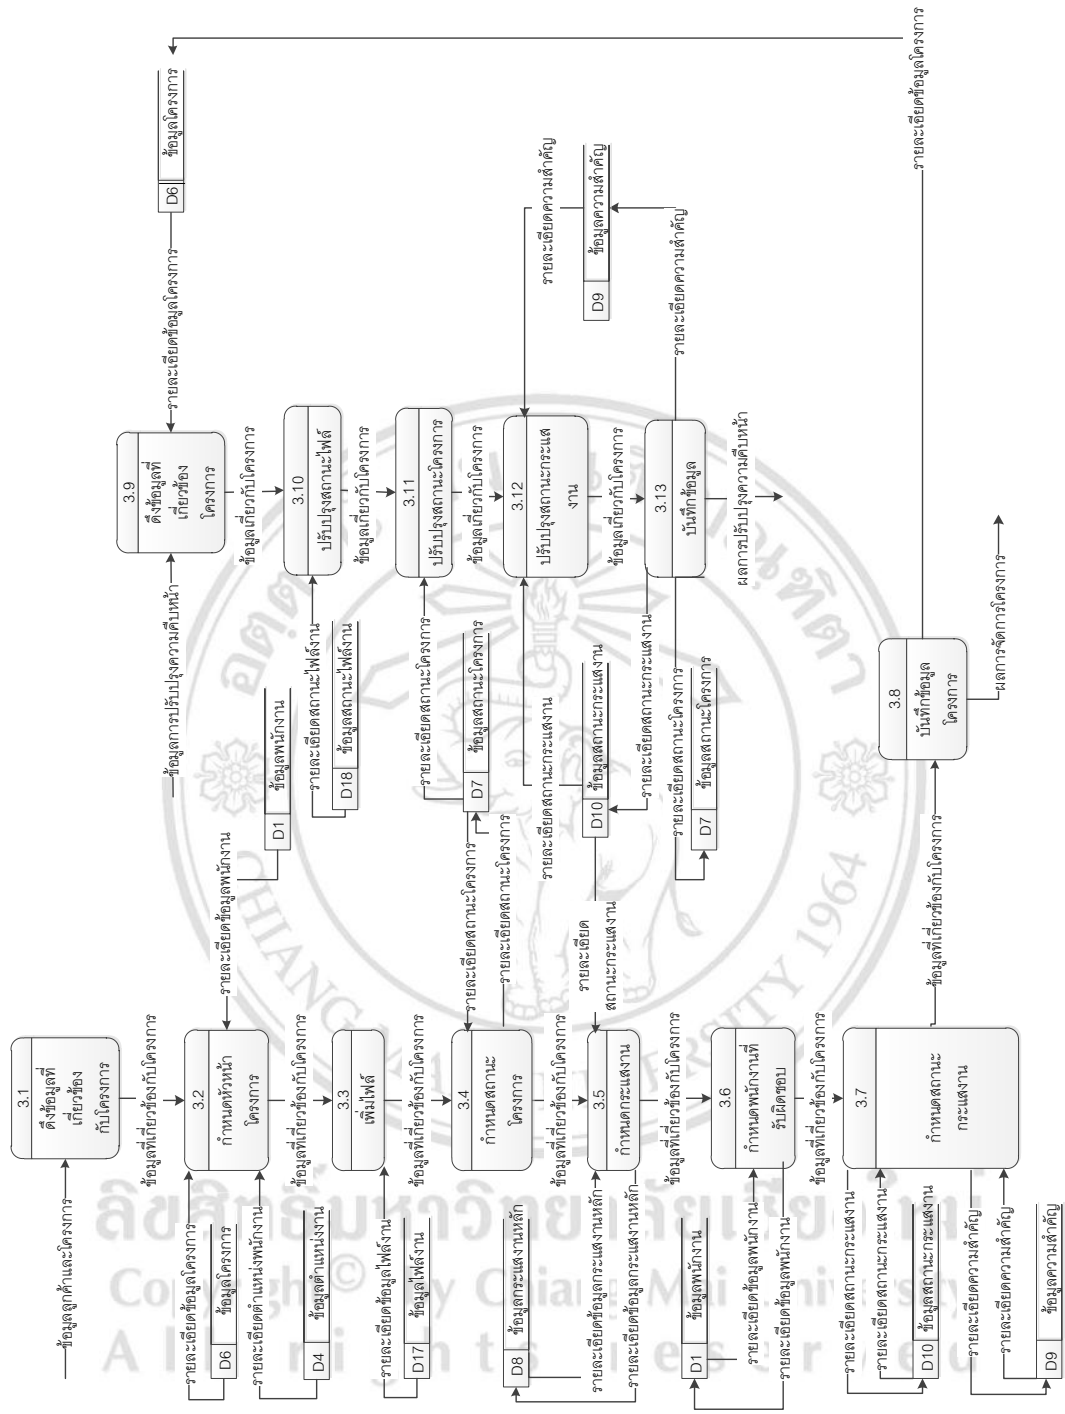 3.1
ดึงข้อมูลที่
เกี่ยวข้อง
กับโครงการ
ข้อมูลลูกค้าและโครงการ
ข้อมูลที่เกี่ยวข้องกับโครงการ
3.2
กำหนดหัวหน้า
โครงการ
รายละเอียดข้อมูลพนักงาน
D1 ข้อมูลพนักงาน
รายละเอียดข้อมูลโครงการ
D6 ข้อมูลโครงการ
รายละเอียดตำแหน่งพนักงาน
D4 ข้อมูลตำแหน่งงาน
ข้อมูลที่เกี่ยวข้องกับโครงการ
3.3
เพิ่มไฟล์
รายละเอียดข้อมูลไฟล์งาน
D17 ข้อมูลไฟล์งาน
ข้อมูลที่เกี่ยวข้องกับโครงการ
3.4
กำหนดสถานะ
โครงการ
รายละเอียดสถานะโครงการ
รายละเอียดสถานะโครงการ
ข้อมูลที่เกี่ยวข้องกับโครงการ
3.5
กำหนดกระแสงาน
รายละเอียด
สถานะกระแสงาน
D8 ข้อมูลกระแสงานหลัก
รายละเอียดข้อมูลกระแสงานหลัก
รายละเอียดข้อมูลกระแสงานหลัก
ข้อมูลที่เกี่ยวข้องกับโครงการ
3.6
กำหนดพนักงานที่
รับผิดชอบ
D1 ข้อมูลพนักงาน
รายละเอียดข้อมูลพนักงาน
รายละเอียดข้อมูลพนักงาน
ข้อมูลที่เกี่ยวข้องกับโครงการ
3.7
กำหนดสถานะ
กระแสงาน
รายละเอียดสถานะกระแสงาน
รายละเอียดสถานะกระแสงาน
D10 ข้อมูลสถานะกระแสงาน
รายละเอียดความสำคัญ
รายละเอียดความสำคัญ
D9 ข้อมูลความสำคัญ
ข้อมูลที่เกี่ยวข้องกับโครงการ
3.8
บันทึกข้อมูล
โครงการ
ผลการจัดการโครงการ
รายละเอียดข้อมูลโครงการ
D6 ข้อมูลโครงการ
รายละเอียดข้อมูลโครงการ
3.9
ดึงข้อมูลที่
เกี่ยวข้อง
โครงการ
ข้อมูลการปรับปรุงความคืบหน้า
ข้อมูลเกี่ยวกับโครงการ
3.10
ปรับปรุงสถานะไฟล์
รายละเอียดสถานะไฟล์งาน
D18 ข้อมูลสถานะไฟล์งาน
ข้อมูลเกี่ยวกับโครงการ
3.11
ปรับปรุงสถานะโครงการ
รายละเอียดสถานะโครงการ
D7 ข้อมูลสถานะโครงการ
ข้อมูลเกี่ยวกับโครงการ
3.12
ปรับปรุงสถานะกระแส
งาน
รายละเอียดความสำคัญ
D9 ข้อมูลความสำคัญ
รายละเอียดความสำคัญ
รายละเอียดสถานะกระแสงาน
D10 ข้อมูลสถานะกระแสงาน
รายละเอียดสถานะกระแสงาน
ข้อมูลเกี่ยวกับโครงการ
3.13
บันทึกข้อมูล
รายละเอียดสถานะโครงการ
D7 ข้อมูลสถานะโครงการ
ผลการปรับปรุงความคืบหน้า
ลิขสิทธิ์มหาวิทยาลัยเชียงใหม่
Copyright© by Chiang Mai University
All rights reserved